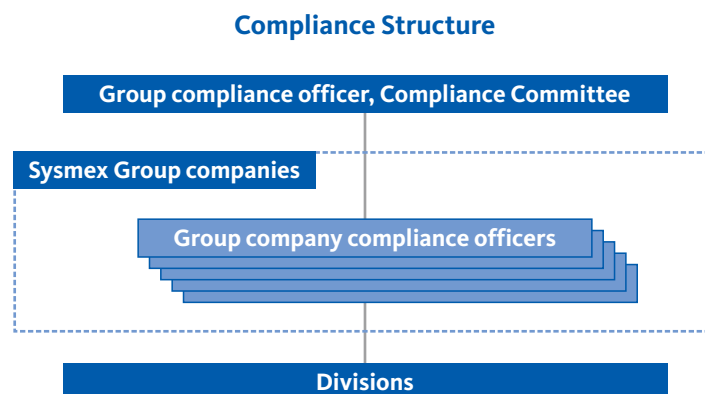 Compliance Structure
Group compliance officer, Compliance Committee
Sysmex Group companies
Group company compliance officers
Divisions